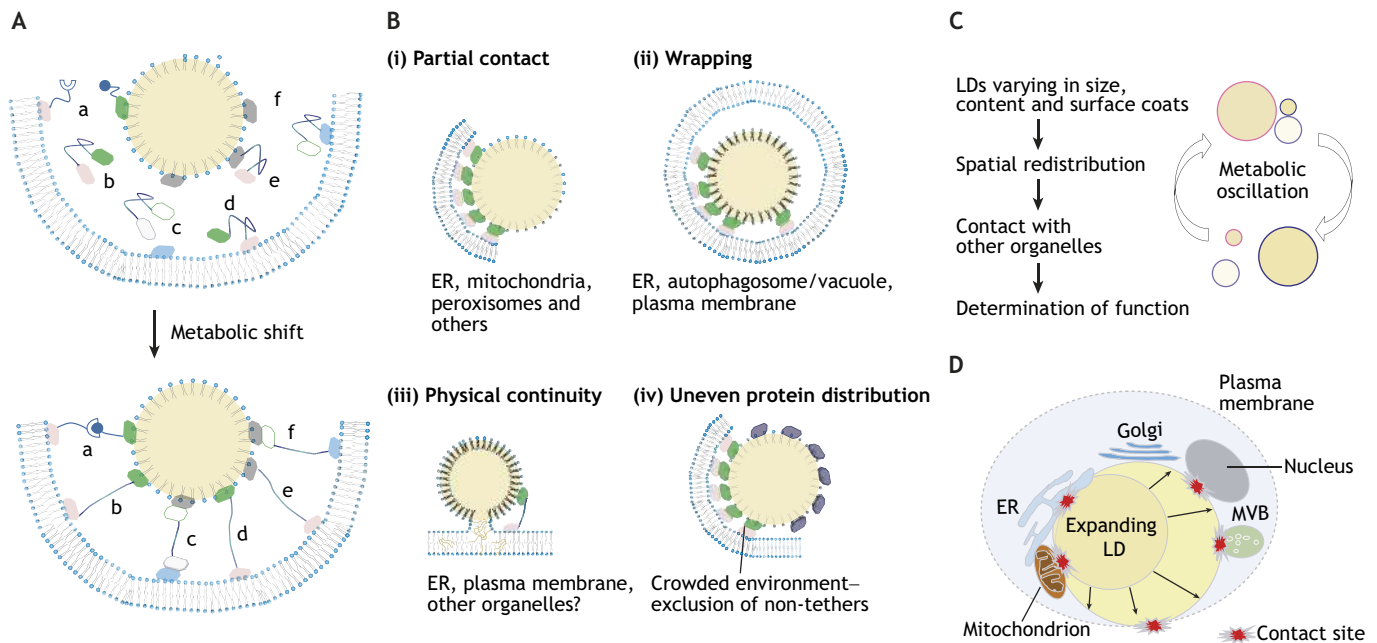 A
a
b
c
d
e
f
Metabolic shift
a
b
c
d
e
f
B
(i) Partial contact
ER, mitochondria,
peroxisomes and
others
(ii) Wrapping
ER, autophagosome/vacuole,
plasma membrane
(iii) Physical continuity
ER, plasma membrane,
other organelles?
(iv) Uneven protein distribution
Crowded environment–
exclusion of non-tethers
C
LDs varying in size,
content and surface coats
Spatial redistribution
Contact with
other organelles
Determination of function
Metabolic
oscillation
D
Plasma
membrane
Golgi
Nucleus
ER
MVB
Expanding
LD
Mitochondrion
Contact site